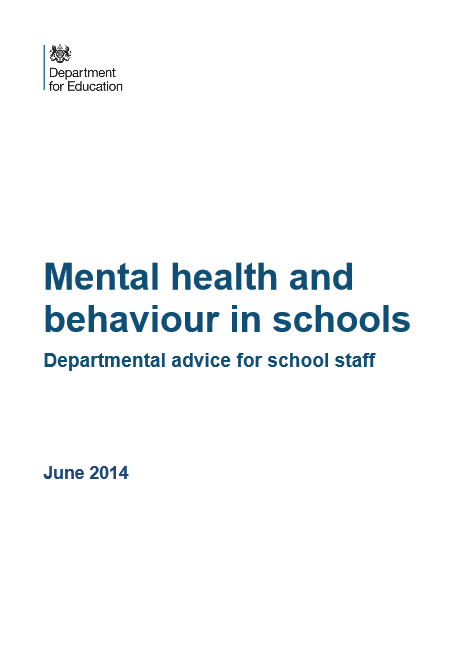 Department
for Education
Mental health and
behaviour in schools
Departmental advice for school staff
June 2014